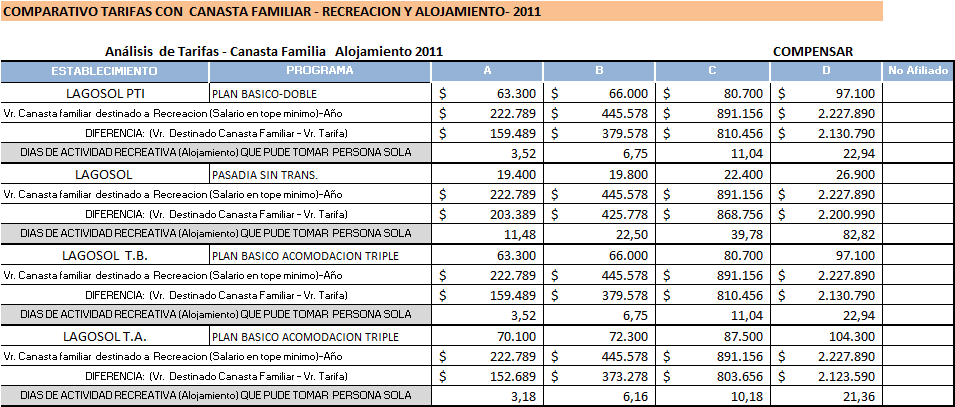 COMPARATIVO TARIFAS CON CANASTA FAMILIAR - RECREACION Y ALOJAMIENTO- 2011
Análisis de Tarifas - Canasta Familia Alojamiento 2011 COMPENSAR
ESTABLECIMIENTO PROGRAMA A B C D No Afiliado
LAGOSOL PTI PLAN BASICO-DOBLE $ 63.300 $ 66.000 $ 80.700 $ 97.100
Vr. Canasta familiar destinado a Recreacion (Salario en tope minimo)-Año $ 222.789 $ 445.578 $ 891.156 $ 2.227.890
DIFERENCIA: (Vr. Destinado Canasta Familiar - Vr. Tarifa) $ 159.489 $ 379.578 $ 810.456 $ 2.130.790
DIAS DE ACTIVIDAD RECREATIVA (Alojamiento) QUE PUDE TOMAR PERSONA SOLA 3,52 6,75 11,04 22,94
LAGOSOL PASADIA SIN TRANS. 19.400 19.800 22.400 26.900
Vr. Canasta familiar destinado a Recreacion (Salario en tope minimo)-Año $ 222.789 $ 445.578 $ 891.156 $ 2.227.890
DIFERENCIA: (Vr. Destinado Canasta Familiar - Vr. Tarifa) $ 203.389 $ 425.778 $ 868.756 $ 2.200.990
DIAS DE ACTIVIDAD RECREATIVA (Alojamiento) QUE PUDE TOMAR PERSONA SOLA 11,48 22,50 39,78 82,82
LAGOSOL T.B. PLAN BASICO ACOMODACION TRIPLE 63.300 66.000 80.700 97.100
Vr. Canasta familiar destinado a Recreacion (Salario en tope minimo)-Año $ 222.789 $ 445.578 $ 891.156 $ 2.227.890
DIFERENCIA: (Vr. Destinado Canasta Familiar - Vr. Tarifa) $ 159.489 $ 379.578 $ 810.456 $ 2.130.790
DIAS DE ACTIVIDAD RECREATIVA (Alojamiento) QUE PUDE TOMAR PERSONA SOLA 3,52 6,75 11,04 22,94
LAGOSOL T.A. PLAN BASICO ACOMODACION TRIPLE 70.100 72.300 87.500 104.300
Vr. Canasta familiar destinado a Recreacion (Salario en tope minimo)-Año $ 222.789 $ 445.578 $ 891.156 $ 2.227.890
DIFERENCIA: (Vr. Destinado Canasta Familiar - Vr. Tarifa) $ 152.689 $ 373.278 $ 803.656 $ 2.123.590
DIAS DE ACTIVIDAD RECREATIVA (Alojamiento) QUE PUDE TOMAR PERSONA SOLA 3,18 6,16 10,18 21,36